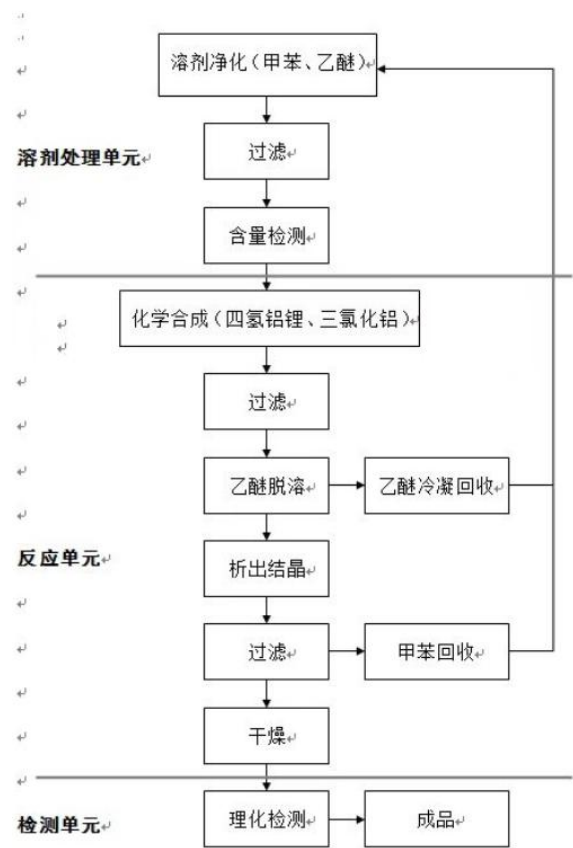 溶剂净化（甲苯、乙醚）
过滤
溶剂处理单元
含量检测
化学合成（四氢铝锂、三氯化铝）
过滤
乙醚脱溶
乙醚冷凝回收
反应单元
析出结晶
过滤
甲苯回收
干燥
检测单元
理化检测
成品